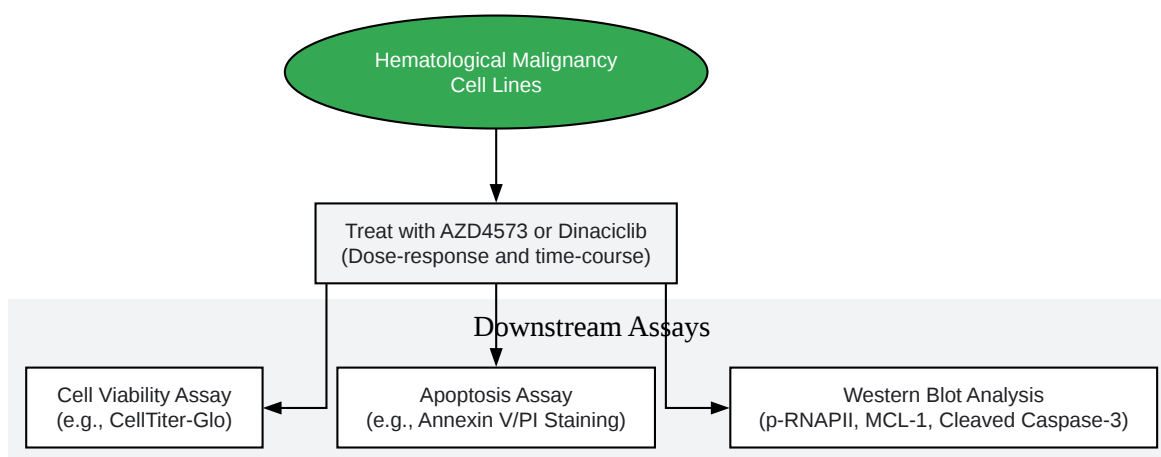 Hematological Malignancy
Cell Lines
Treat with AZD4573 or Dinaciclib
(Dose-response and time-course)
Downstream Assays
Cell Viability Assay
(e.g., CellTiter-Glo)
Apoptosis Assay
(e.g., Annexin V/PI Staining)
Western Blot Analysis
(p-RNAPII, MCL-1, Cleaved Caspase-3)